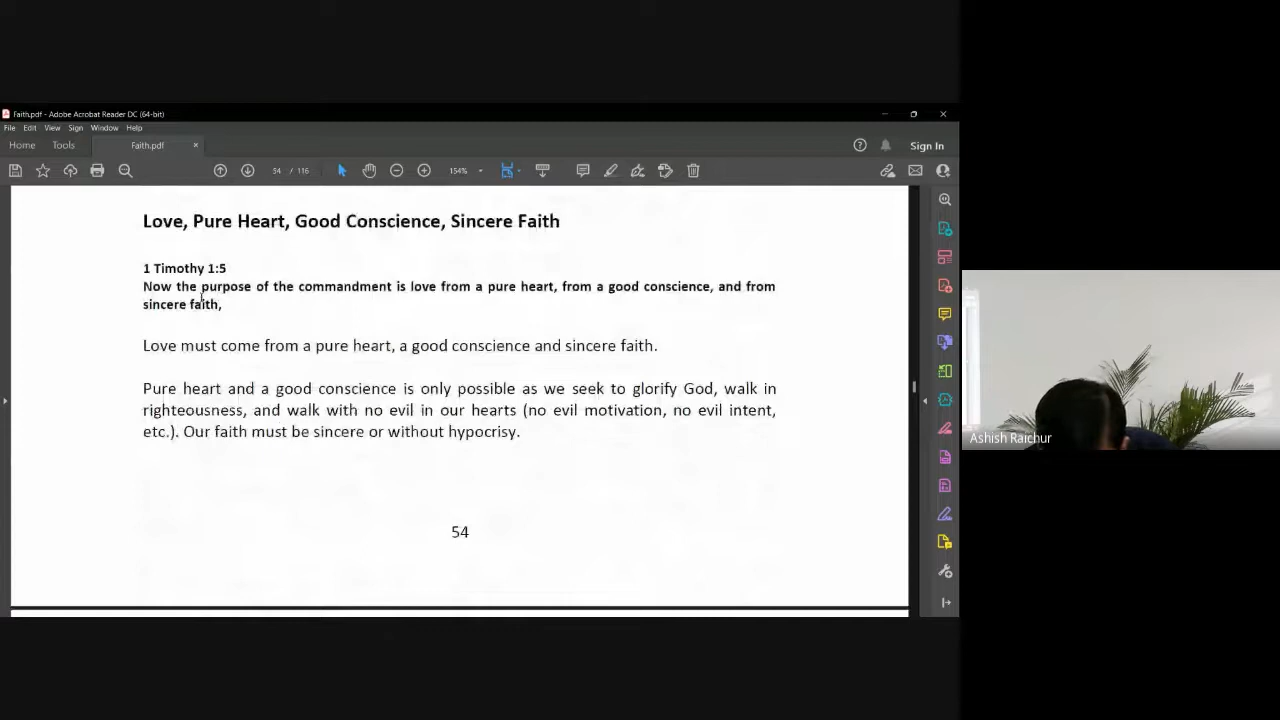 Faith.pdf - Adobe Acrobat Reader DC (64-bit)
File Edit View Sign Window Help
Home Tools Faith.pdf × Sign In
54 / 116 154%
Love, Pure Heart, Good Conscience, Sincere Faith
1 Timothy 1:5
Now the purpose of the commandment is love from a pure heart, from a good conscience, and from
sincere faith,
Love must come from a pure heart, a good conscience and sincere faith.
Pure heart and a good conscience is only possible as we seek to glorify God, walk in
righteousness, and walk with no evil in our hearts (no evil motivation, no evil intent,
etc.). Our faith must be sincere or without hypocrisy.
54
Ashish Raichur